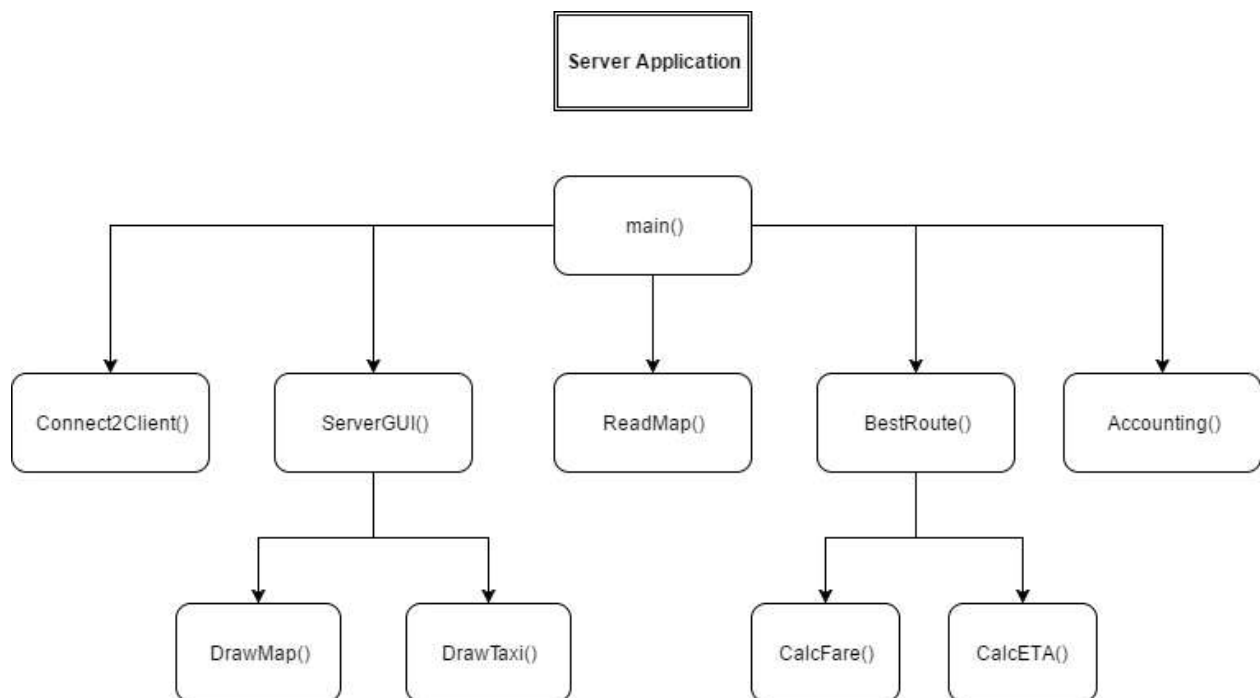 Server Application
main()
Connect2Client()
ServerGUI()
ReadMap()
BestRoute()
Accounting()
DrawMap()
DrawTaxi()
CalcFare()
CalcETA()